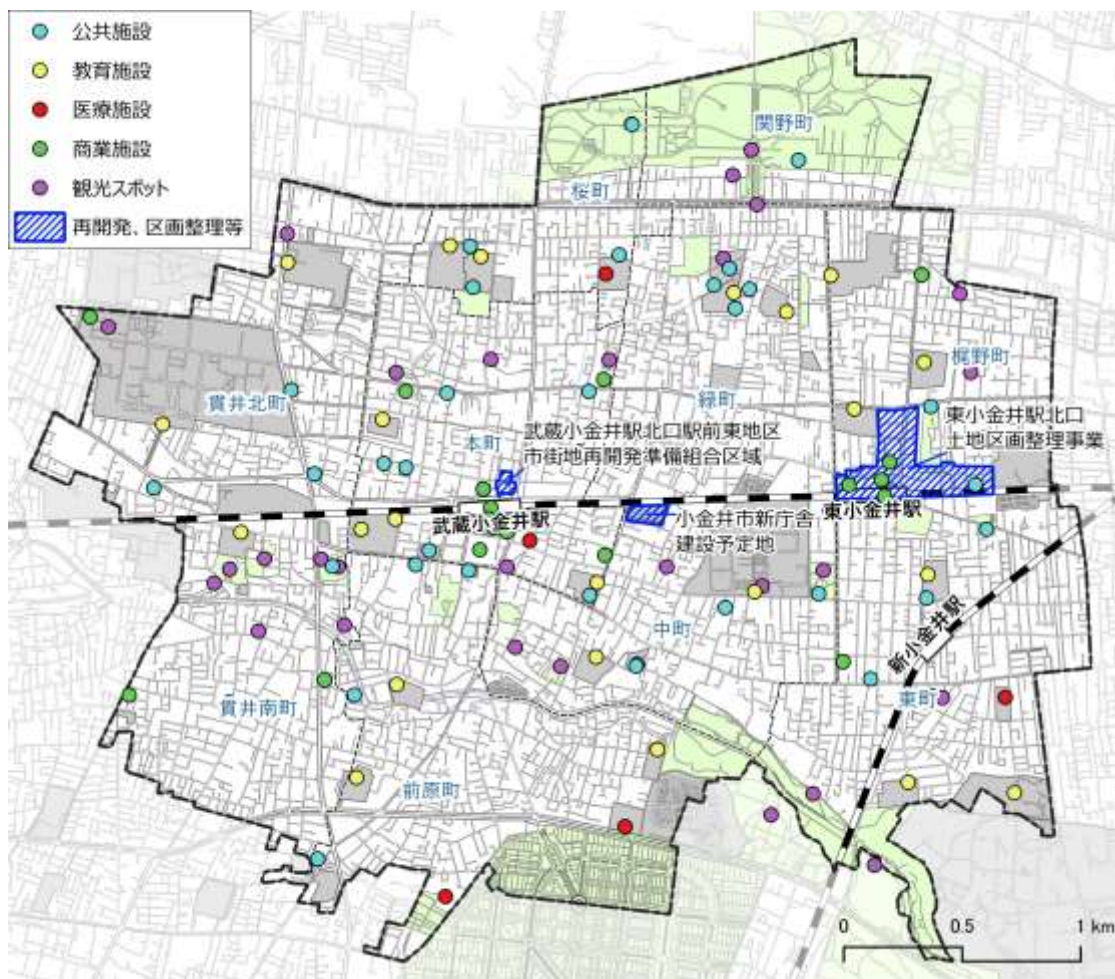 公共施設
教育施設
医療施設
商業施設
観光スポット
再開発、区画整理等
関野町
桜町
梶野町
貫井北町
緑町
本町
武蔵小金井駅北口駅前東地区
市街地再開発準備組合区域
東小金井駅北口
土地区画整理事業
武蔵小金井駅
小金井市新庁舎
建設予定地
東小金井駅
中町
新小金井駅
東町
貫井南町
前原町
0 0.5 1 km